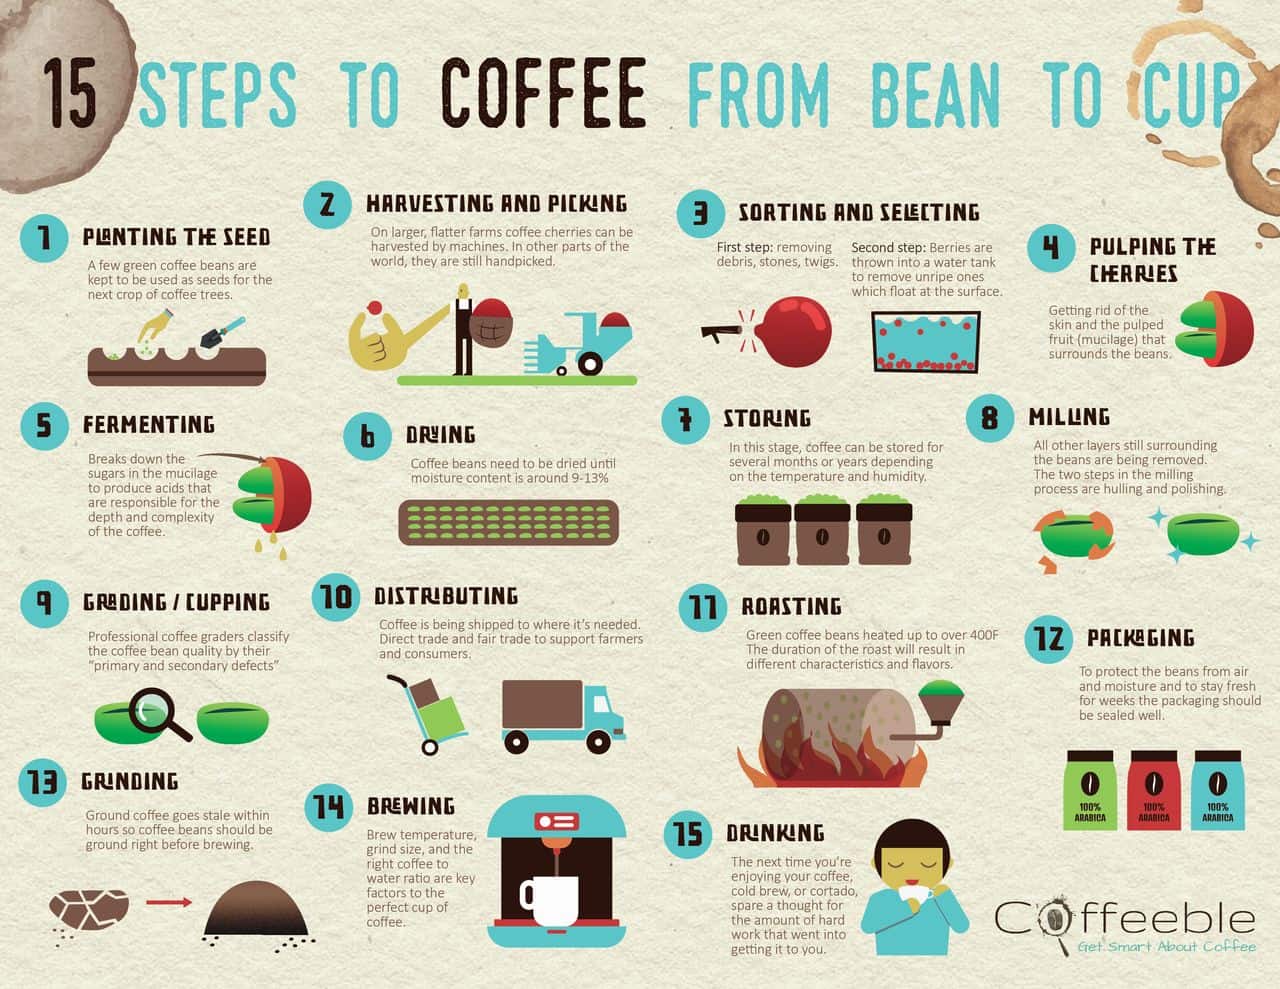 15 STEPS TO COFFEE FROM BEAN TO CUP
1
PLANTING THE SEED
A few green coffee beans are
kept to be used as seeds for the
next crop of coffee trees.
2
HARVESTING AND PICKING
On larger, flatter farms coffee cherries can be
harvested by machines. In other parts of the
world, they are still handpicked.
3
SORTING AND SELECTING
First step: removing
debris, stones, twigs.
Second step: Berries are
thrown into a water tank
to remove unripe ones
which float at the surface.
4
PULPING THE
CHERRIES
Getting rid of the
skin and the pulped
fruit (mucilage) that
surrounds the beans.
5
FERMENTING
Breaks down the
sugars in the mucilage
to produce acids that
are responsible for the
depth and complexity
of the coffee.
6
DRYING
Coffee beans need to be dried until
moisture content is around 9-13%
7
STORING
In this stage, coffee can be stored for
several months or years depending
on the temperature and humidity.
8
MILLING
All other layers still surrounding
the beans are being removed.
The two steps in the milling
process are hulling and polishing.
9
GRADING / CUPPING
Professional coffee graders classify
the coffee bean quality by their
"primary and secondary defects"
10
DISTRIBUTING
Coffee is being shipped to where it's needed.
Direct trade and fair trade to support farmers
and consumers.
11
ROASTING
Green coffee beans heated up to over 400F
The duration of the roast will result in
different characteristics and flavors.
12
PACKAGING
To protect the beans from air
and moisture and to stay fresh
for weeks the packaging should
be sealed well.
100%
ARABICA
100%
ARABICA
100%
ARABICA
13
GRINDING
Ground coffee goes stale within
hours so coffee beans should be
ground right before brewing.
14
BREWING
Brew temperature,
grind size, and the
right coffee to
water ratio are key
factors to the
perfect cup of
coffee.
15
DRINKING
The next time you're
enjoying your coffee,
cold brew, or cortado,
spare a thought for
the amount of hard
work that went into
getting it to you.
Coffeeble
Get Smart About Coffee